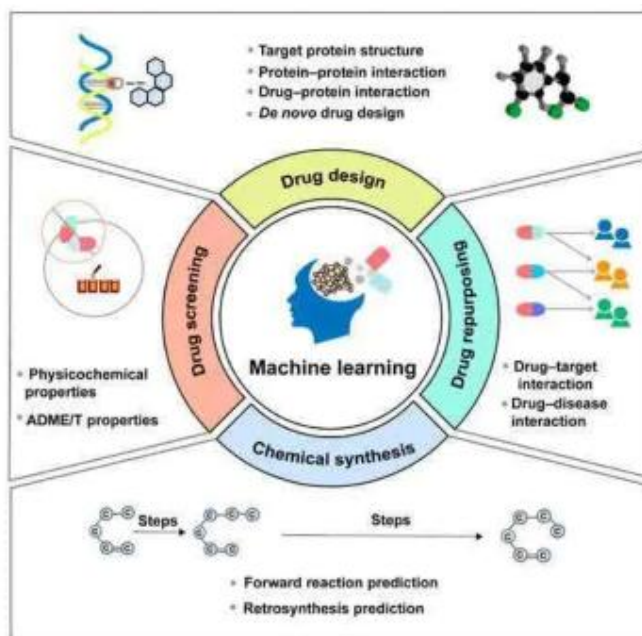 Target protein structure
Protein–protein interaction
Drug–protein interaction
De novo drug design
Drug design
Drug screening
Machine learning
Drug repurposing
Chemical synthesis
Physicochemical
properties
ADME/T properties
Drug–target
interaction
Drug–disease
interaction
Steps
Steps
C C C C C C
C C C C C C C
C C C C C C C
Forward reaction prediction
Retrosynthesis prediction